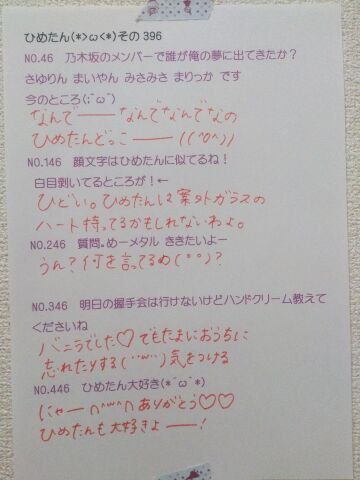 ひめたん(*>ω<*)その396
NO.46 乃木坂のメンバーで誰が俺の夢に出てきたか?
さゆりん まいやん みさみさ まりっか です
今のところ(;´ω`)
なんで――なんでなんでなの
ひめたんどっこ――((^o^))
NO.146 顔文字はひめたんに似てるね!
白目剥いてるところが!←
ひどい。ひめたんは案外ガラスの
ハート持ってるかもしれないわよ。
NO.246 質問。めーメタル ききたいよー
うん?何を言ってるめ(°°)?
NO.346 明日の握手会は行けないけどハンドクリーム教えて
くださいね
バニラでした♡でもたまにおうちに
忘れたりする(´・w・`)気をつける
NO.446 ひめたん大好き(*´ω`*)
にゃー ∩^w^∩ ありがとう♡♡
ひめたんも大好きよ――!